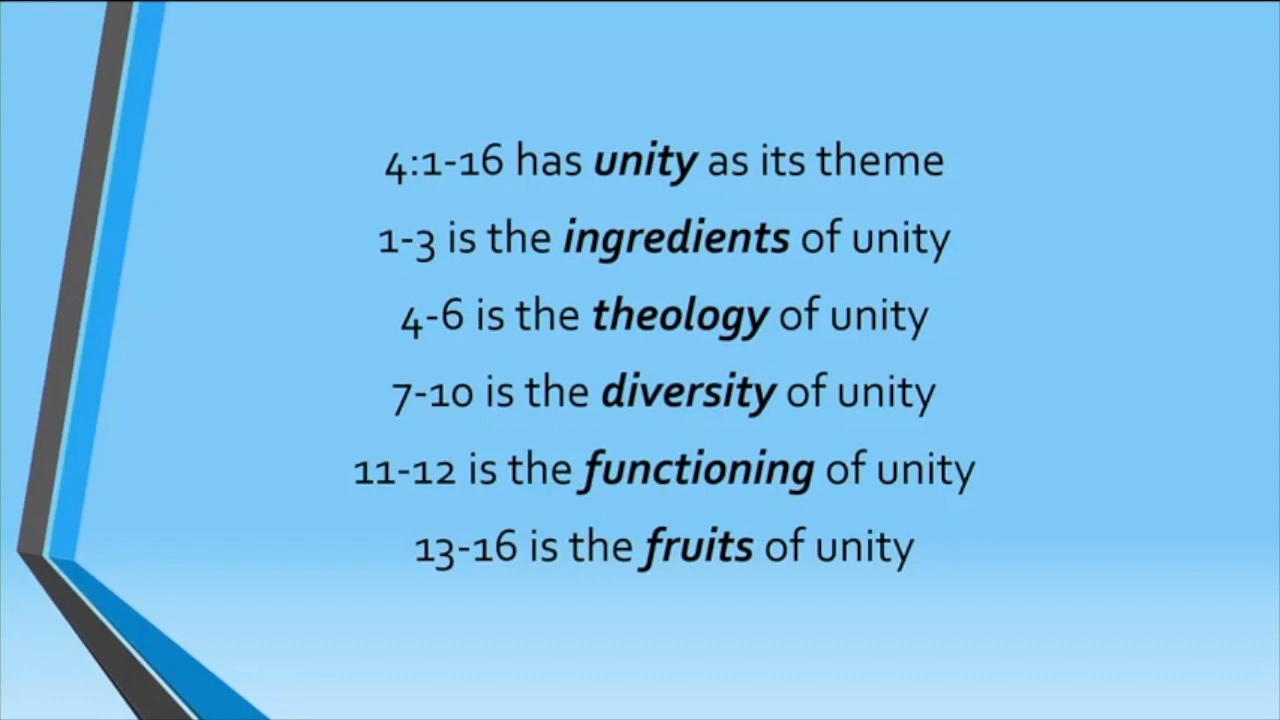 4:1-16 has unity as its theme
1-3 is the ingredients of unity
4-6 is the theology of unity
7-10 is the diversity of unity
11-12 is the functioning of unity
13-16 is the fruits of unity